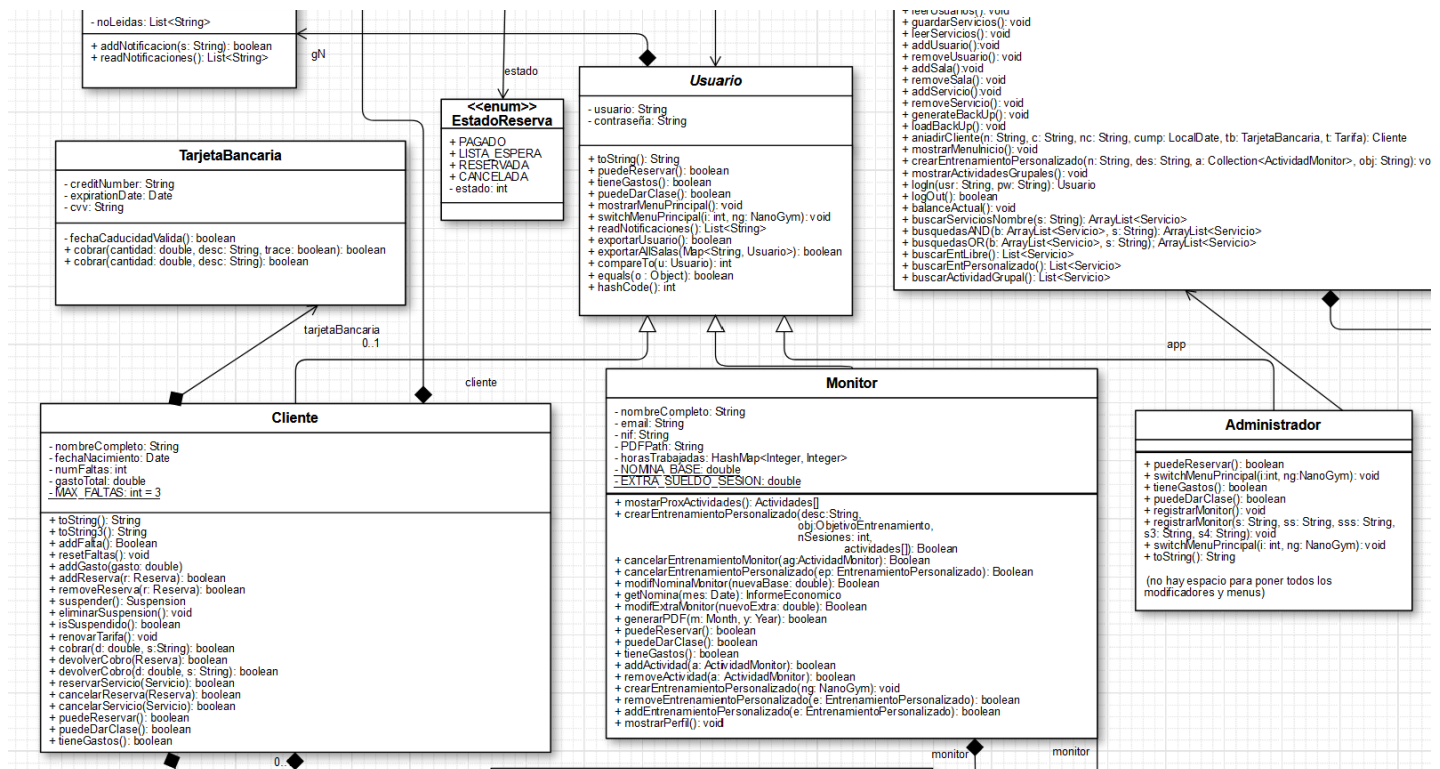 - noLeidas: List<String>
+ addNotificacion(s: String): boolean
+ readNotificaciones(): List<String>
gN
estado
<<enum>>
EstadoReserva
+ PAGADO
+ LISTA_ESPERA
+ RESERVADA
+ CANCELADA
- estado: int
TarjetaBancaria
- creditNumber: String
- expirationDate: Date
- cvv: String
- fechaCaducidadValida(): boolean
+ cobrar(cantidad: double, desc: String, trace: boolean): boolean
+ cobrar(cantidad: double, desc: String): boolean
Usuario
- usuario: String
- contraseña: String
+ toString(): String
+ puedeReservar(): boolean
+ tieneGastos(): boolean
+ puedeDarClase(): boolean
+ mostrarMenuPrincipal(): void
+ switchMenuPrincipal(i: int, ng: NanoGym): void
+ readNotificaciones(): List<String>
+ exportarUsuario(): boolean
+ exportarAllSalas(Map<String, Usuario>): boolean
+ compareTo(u: Usuario): int
+ equals(o : Object): boolean
+ hashCode(): int
+ leerUsuarios(): void
+ guardarServicios(): void
+ leerServicios(): void
+ addUsuario():void
+ removeUsuario(): void
+ addSala():void
+ removeSala(): void
+ addServicio(): void
+ removeServicio(): void
+ generateBackUp(): void
+ loadBackUp(): void
+ aniadirCliente(n: String, c: String, nc: String, cump: LocalDate, tb: TarjetaBancaria, t: Tarifa): Cliente
+ mostrarMenuInicio(): void
+ crearEntrenamientoPersonalizado(n: String, des: String, a: Collection<ActividadMonitor>, obj: String): vo
+ mostrarActividadesGrupales(): void
+ logIn(usr: String, pw: String): Usuario
+ logOut(): boolean
+ balanceActual(): void
+ buscarServiciosNombre(s: String): ArrayList<Servicio>
+ busquedasAND(b: ArrayList<Servicio>, s: String): ArrayList<Servicio>
+ busquedasOR(b: ArrayList<Servicio>, s: String): ArrayList<Servicio>
+ buscarEntLibre(): List<Servicio>
+ buscarEntPersonalizado(): List<Servicio>
+ buscarActividadGrupal(): List<Servicio>
tarjetaBancaria
0..1
cliente
app
Cliente
- nombreCompleto: String
- fechaNacimiento: Date
- numFaltas: int
- gastoTotal: double
- MAX_FALTAS: int = 3
+ toString(): String
+ toString3(): String
+ addFalta(): Boolean
+ resetFaltas(): void
+ addGasto(gasto: double)
+ addReserva(r: Reserva): boolean
+ removeReserva(r: Reserva): boolean
+ suspender(): Suspension
+ eliminarSuspension(): void
+ isSuspendido(): boolean
+ renovarTarifa(): void
+ cobrar(d: double, s:String): boolean
+ devolverCobro(Reserva): boolean
+ devolverCobro(d: double, s: String): boolean
+ reservarServicio(Servicio): boolean
+ cancelarReserva(Reserva): boolean
+ cancelarServicio(Servicio): boolean
+ puedeReservar(): boolean
+ puedeDarClase(): boolean
+ tieneGastos(): boolean
Monitor
- nombreCompleto: String
- email: String
- nif: String
- PDFPath: String
- horasTrabajadas: HashMap<Integer, Integer>
- NOMINA_BASE: double
- EXTRA_SUELDO_SESION: double
+ mostarProxActividades(): Actividades[]
+ crearEntrenamientoPersonalizado(desc:String,
obj:ObjetivoEntrenamiento,
nSesiones: int,
actividades[]): Boolean
+ cancelarEntrenamientoMonitor(ag:ActividadMonitor): Boolean
+ cancelarEntrenamientoPersonalizado(ep: EntrenamientoPersonalizado): Boolean
+ modifNominaMonitor(nuevaBase: double): Boolean
+ getNomina(mes: Date): InformeEconomico
+ modifExtraMonitor(nuevoExtra: double): Boolean
+ generarPDF(m: Month, y: Year): boolean
+ puedeReservar(): boolean
+ puedeDarClase(): boolean
+ tieneGastos(): boolean
+ addActividad(a: ActividadMonitor): boolean
+ removeActividad(a: ActividadMonitor): boolean
+ crearEntrenamientoPersonalizado(ng: NanoGym): void
+ removeEntrenamientoPersonalizado(e: EntrenamientoPersonalizado): boolean
+ addEntrenamientoPersonalizado(e: EntrenamientoPersonalizado): boolean
+ mostrarPerfil(): void
Administrador
+ puedeReservar(): boolean
+ switchMenuPrincipal(i:int, ng:NanoGym): void
+ tieneGastos(): boolean
+ puedeDarClase(): boolean
+ registrarMonitor(): void
+ registrarMonitor(s: String, ss: String, sss: String,
s3: String, s4: String): void
+ switchMenuPrincipal(i: int, ng: NanoGym): void
+ toString(): String
(no hay espacio para poner todos los
modificadores y menus)
0..
monitor
monitor